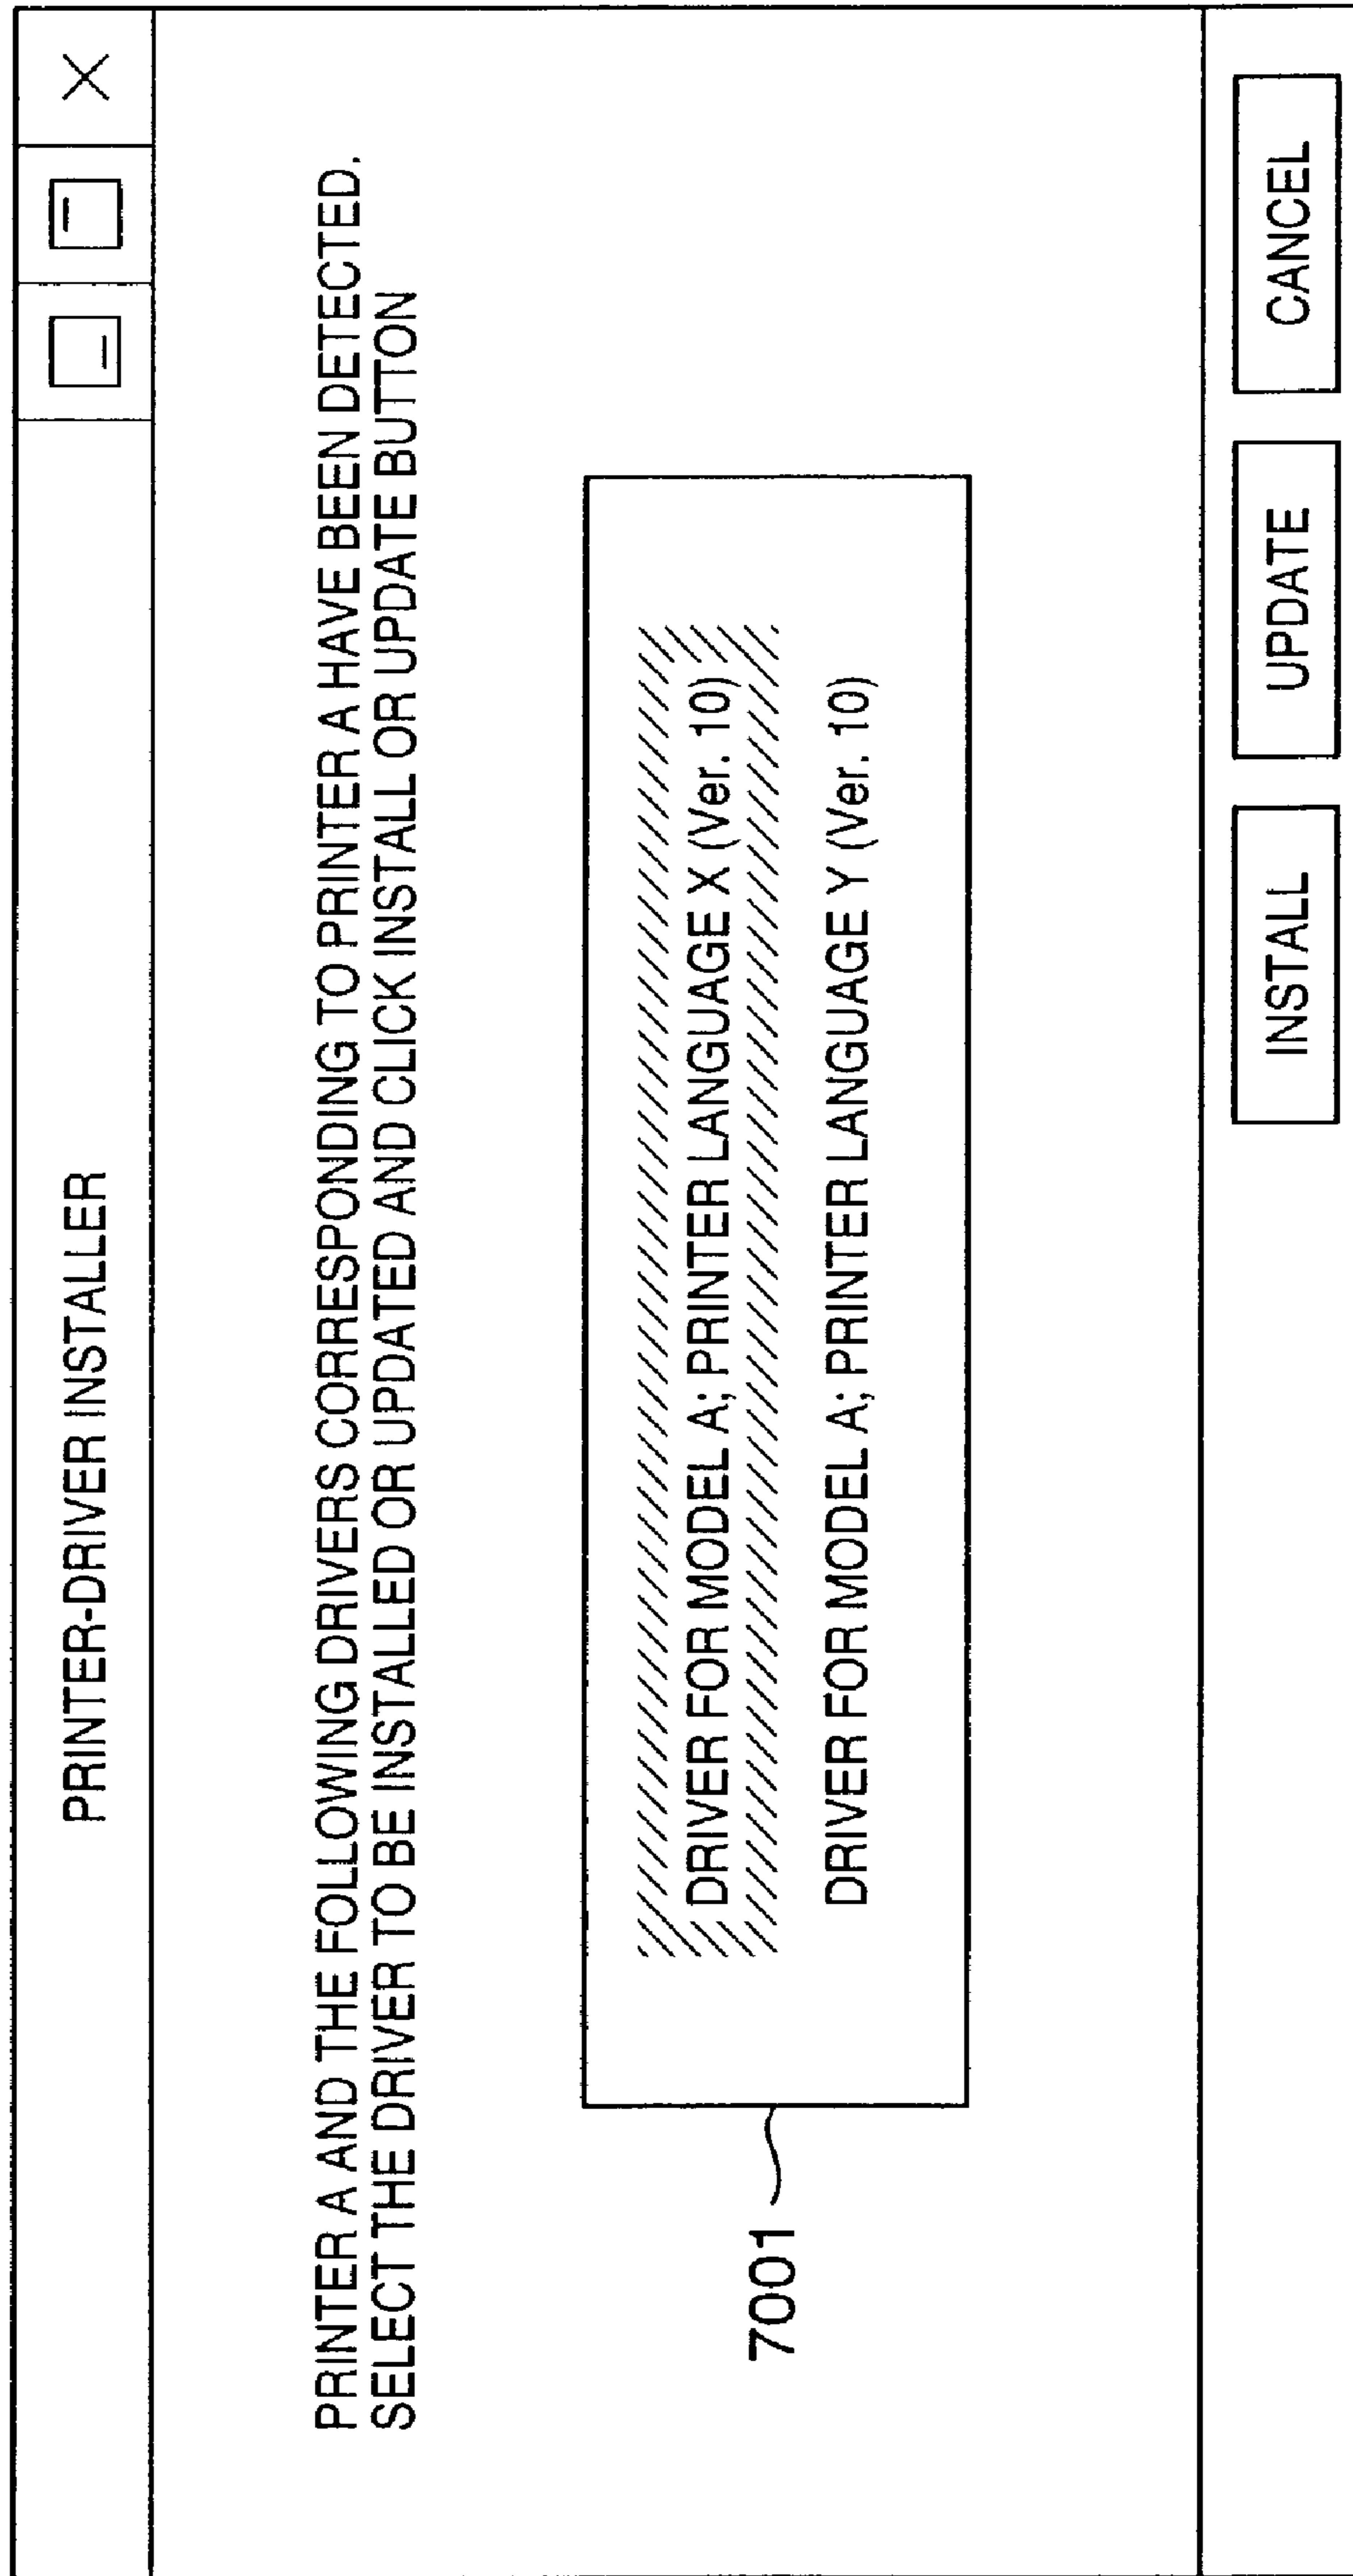 PRINTER-DRIVER INSTALLER
PRINTER A AND THE FOLLOWING DRIVERS CORRESPONDING TO PRINTER A HAVE BEEN DETECTED.
SELECT THE DRIVER TO BE INSTALLED OR UPDATED AND CLICK INSTALL OR UPDATE BUTTON
DRIVER FOR MODEL A; PRINTER LANGUAGE X (Ver. 10)
DRIVER FOR MODEL A; PRINTER LANGUAGE Y (Ver. 10)
7001
INSTALL
UPDATE
CANCEL